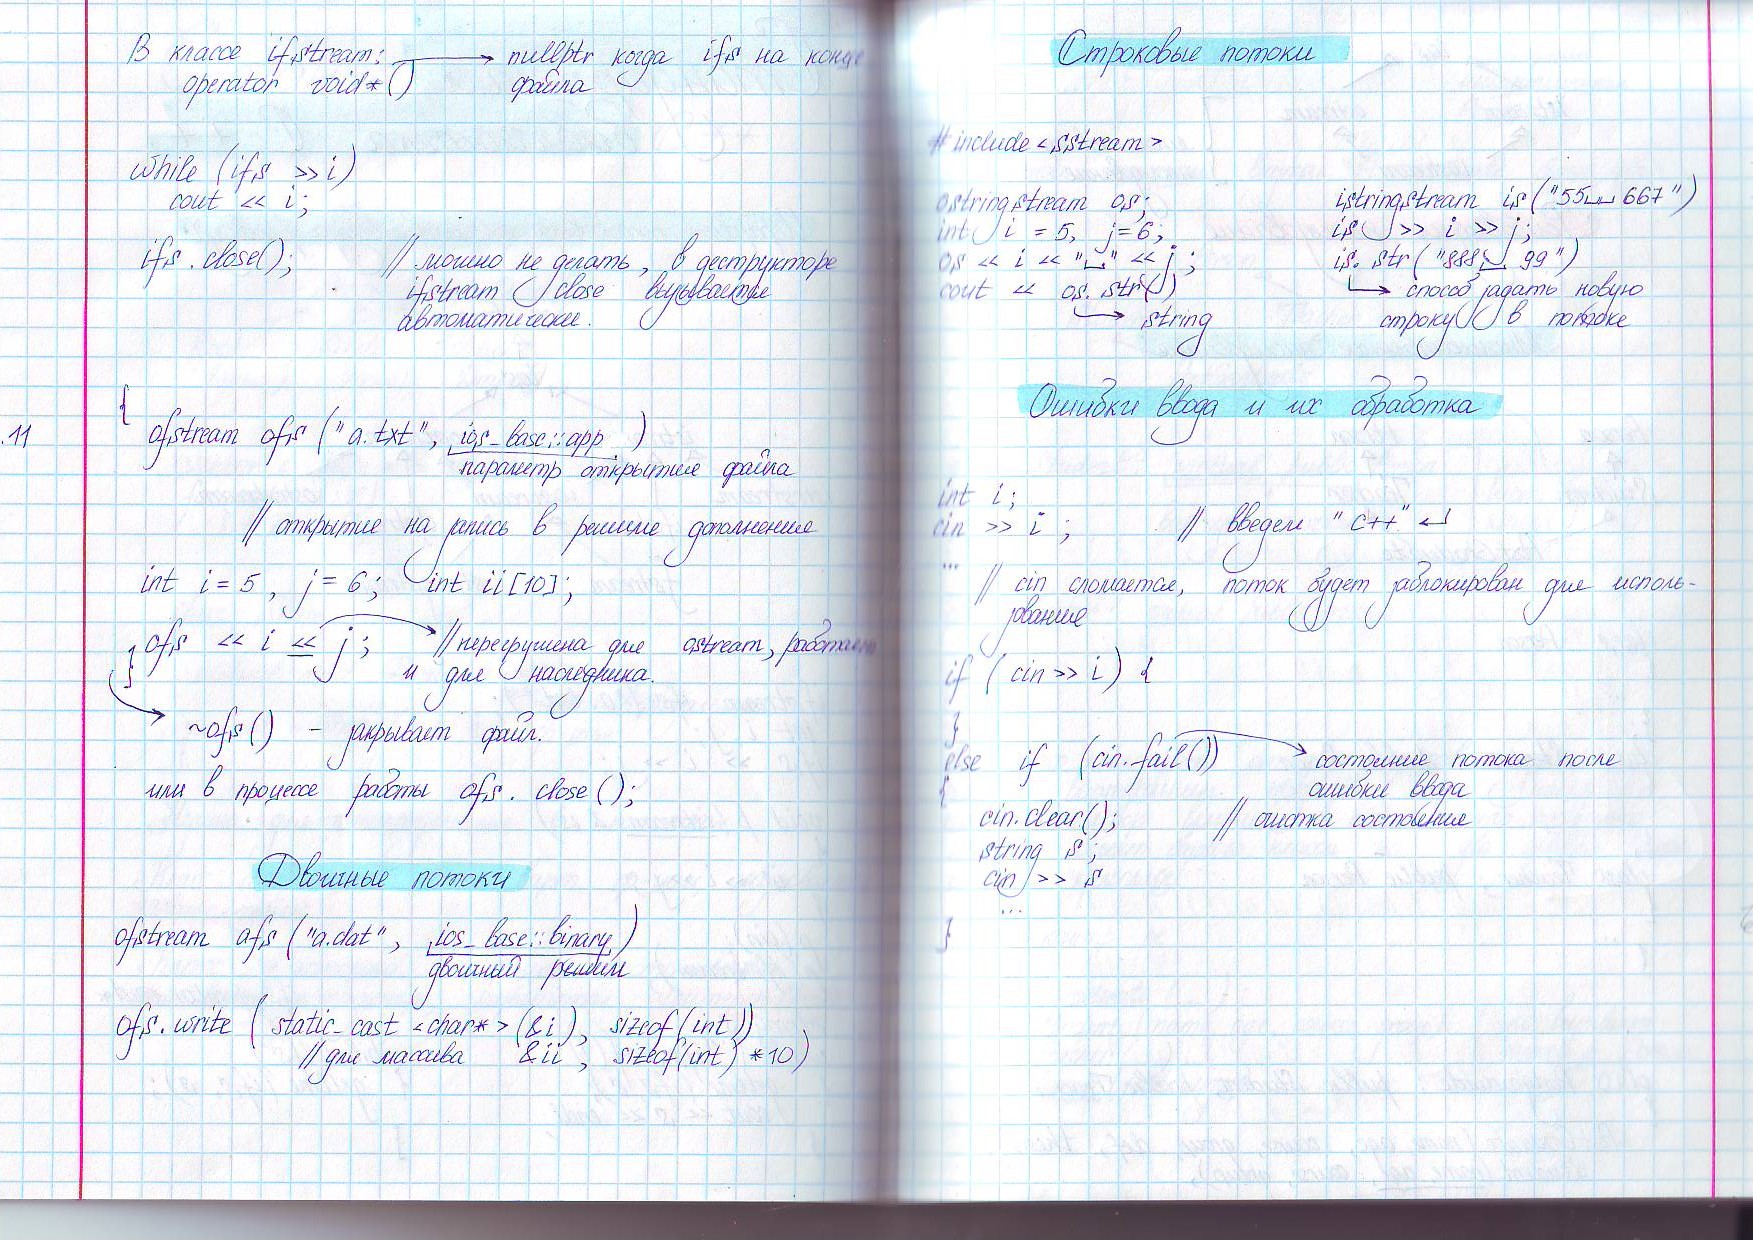 В классе ifstream: → nullptr когда ifs на конце
operator void*() файла
while (ifs >> i)
cout << i;
ifs.close(); // можно не делать, в деструкторе
ifstream close вызывается
автоматически.
{
.11 ofstream ofs ("a.txt", ios_base::app )
параметр открытия файла
// открытие на запись в режиме дополнения
int i = 5 , j = 6 ; int ii[10];
ofs << i << j ; → // перегружена для ostream, работает
} и для наследника.
→ ~ofs() - закрывает файл.
или в процессе работы ofs. close();
Двоичные потоки
ofstream ofs ("a.dat", ios_base::binary)
двоичный режим
ofs.write ( static_cast <char*> (&i), sizeof(int))
// для массива &ii , sizeof(int) *10)
Строковые потоки
#include <sstream>
ostringstream os;
int i = 5, j=6;
os << i << "␣" << j ;
cout << os. str()
→ string
istringstream is("55␣␣667")
is >> i >> j;
is. str("888␣99")
→ способ задать новую
строку в потоке
Ошибки ввода и их обработка
int i;
cin >> i ; // введем "c++" ↵
...
// cin сломается, поток будет заблокирован для исполь-
зования
if ( cin >> i ) {
}
else if (cin.fail()) → состояние потока после
{ ошибки ввода
cin.clear(); // очистка состояния
string s;
cin >> s
...
}